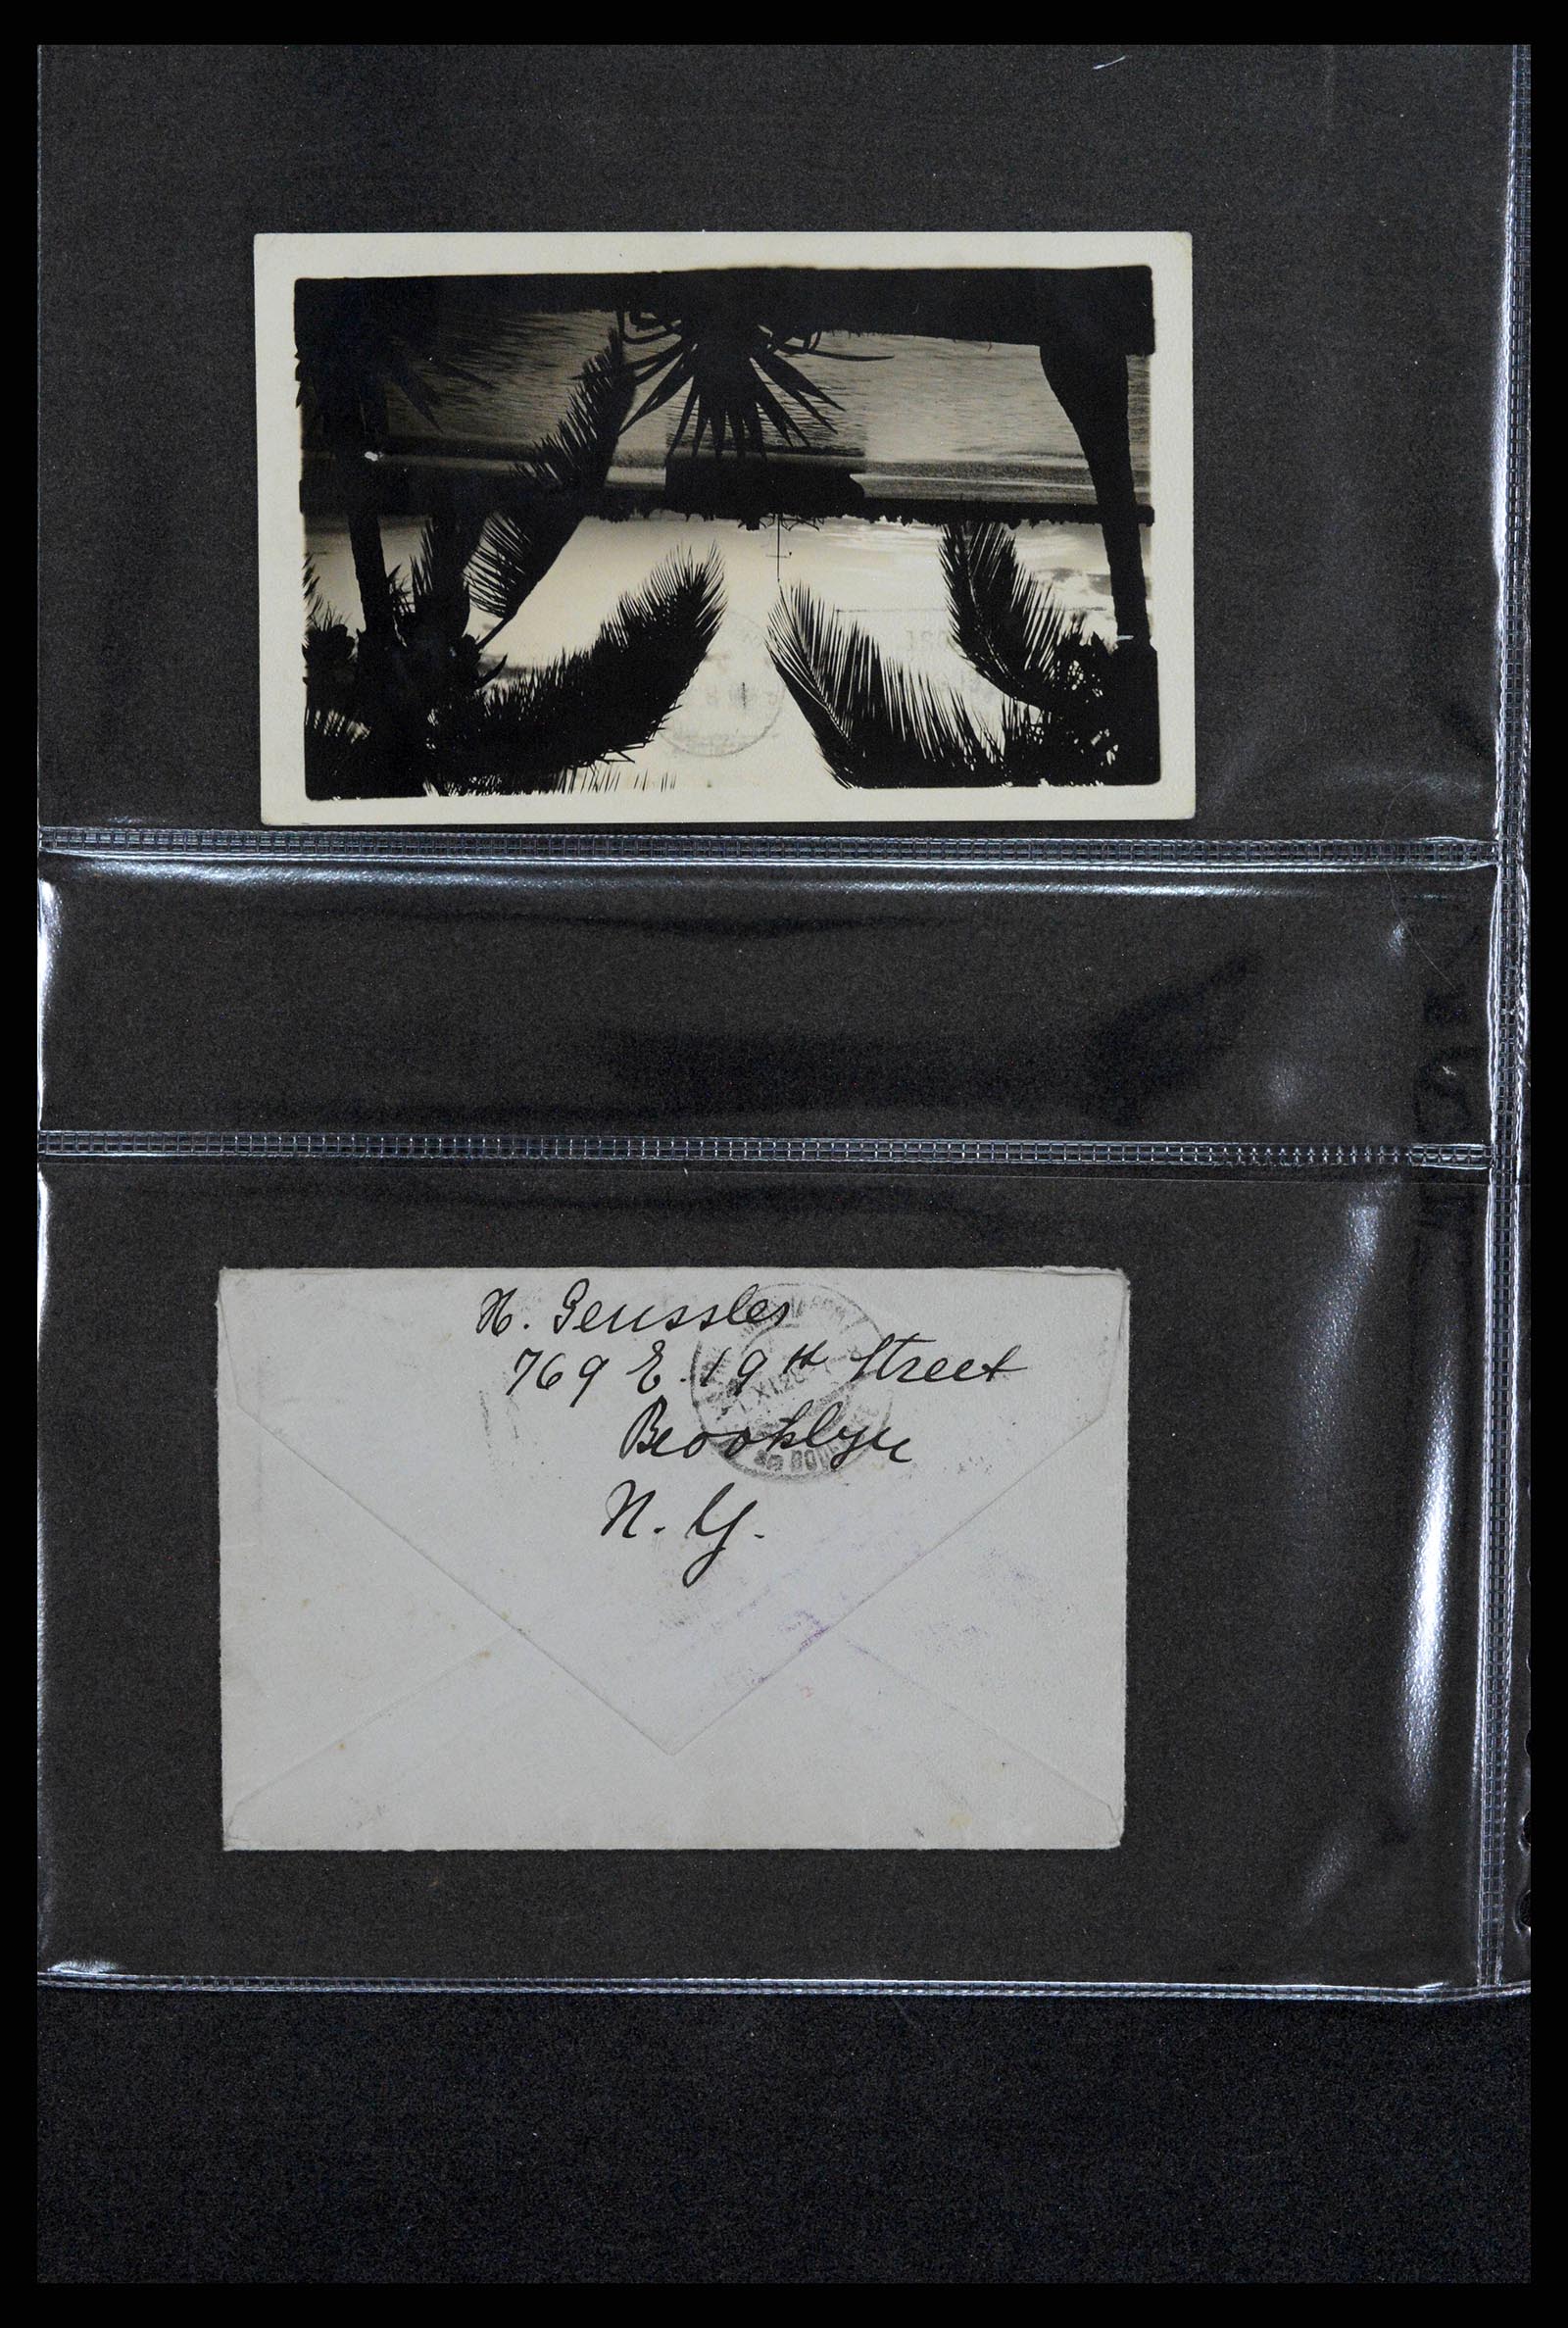 H. Geussler
769 E. 19th Street
Brooklyn
N. Y.